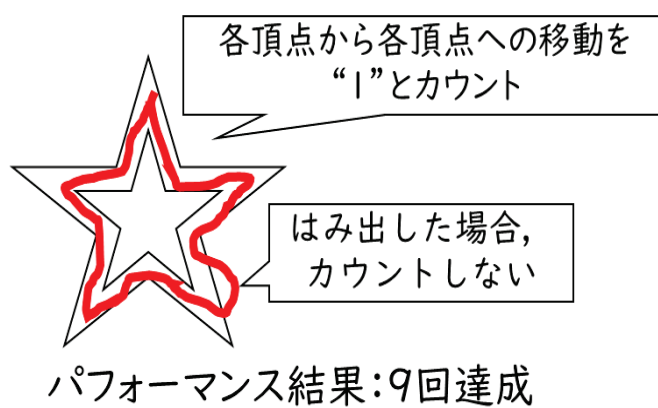 各頂点から各頂点への移動を
“1”とカウント
はみ出した場合,
カウントしない
パフォーマンス結果:9回達成